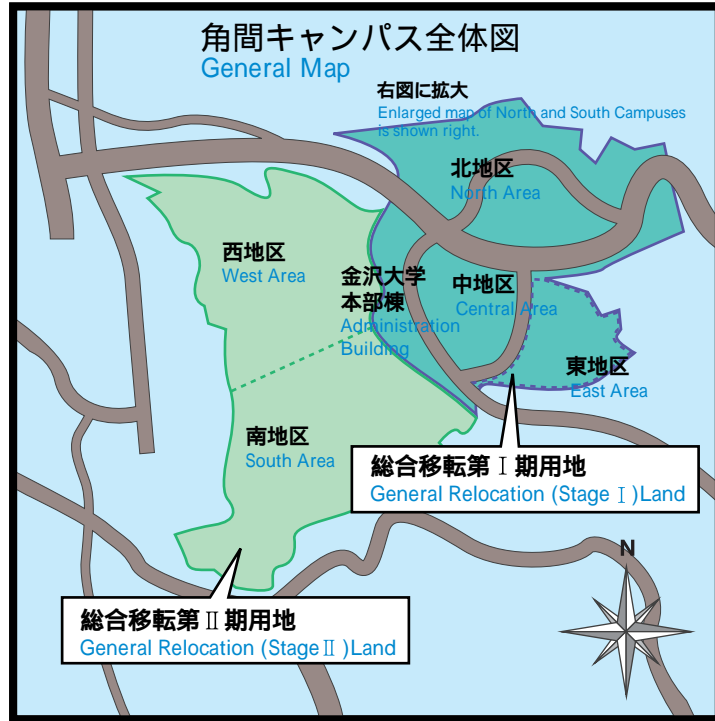 角間キャンパス全体図
General Map
右図に拡大
Enlarged map of North and South Campuses
is shown right.
北地区
North Area
西地区
West Area
金沢大学
本部棟
Administration
Building
中地区
Central Area
東地区
East Area
南地区
South Area
総合移転第Ⅰ期用地
General Relocation (Stage Ⅰ)Land
N
総合移転第Ⅱ期用地
General Relocation (StageⅡ)Land